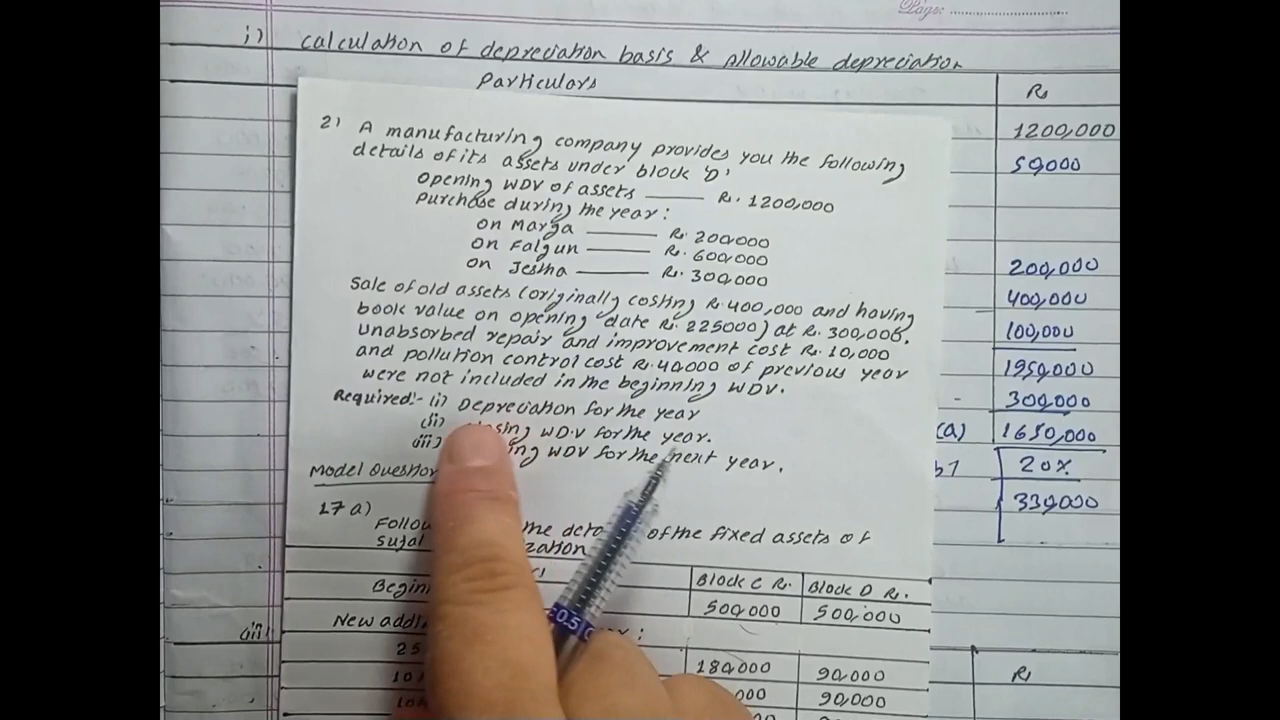 Page:
i) calculation of depreciation basis & Allowable depreciation
Particulars Rs
1200,000
50,000
200,000
400,000
100,000
1950,000
300,000
(a) 1650,000
20%
330,000
2) A manufacturing company provides you the following
details of its assets under block 'D'
Opening WDV of assets Rs. 1200,000
Purchase during the year:
On Marga Rs. 200,000
On Falgun Rs. 600,000
On Jestha Rs. 300,000
Sale of old assets (originally costing Rs. 400,000 and having
book value on opening date Rs. 225000) at Rs. 300,000.
Unabsorbed repair and improvement cost Rs. 10,000
and pollution control cost Rs. 40,000 of previous year
were not included in the beginning WDV.
Required:- (i) Depreciation for the year
(ii) WD.V for the year.
(iii) WDV for the next year.
Model Question
17 a)
the of the fixed assets of
Block C Rs. Block D Rs.
500,000 500,000
New
180,000 90,000
90,000
Rs